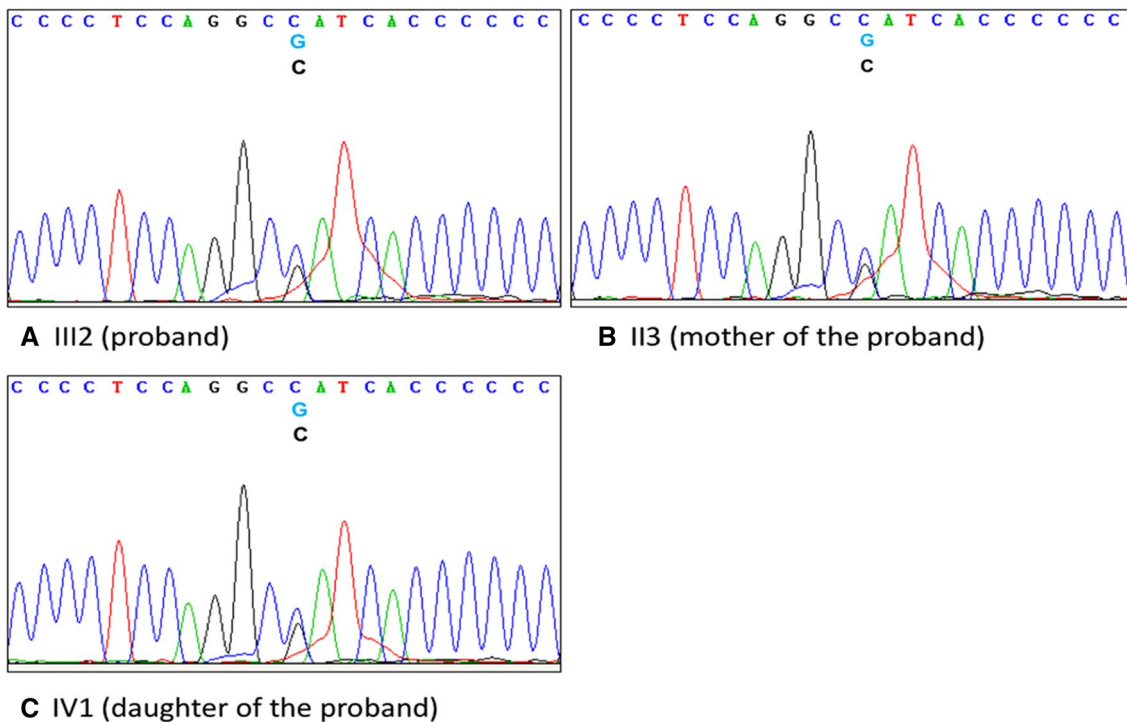 C C C C T C C A G G C C A T C A C C C C C C
G
C
A III2 (proband)
C C C C T C C A G G C C A T C A C C C C C C
G
C
B II3 (mother of the proband)
C C C C T C C A G G C C A T C A C C C C C C
G
C
C IV1 (daughter of the proband)